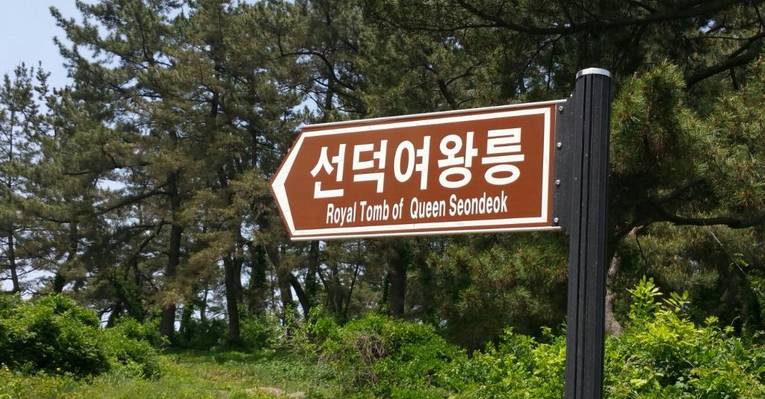 선덕여왕릉
Royal Tomb of Queen Seondeok